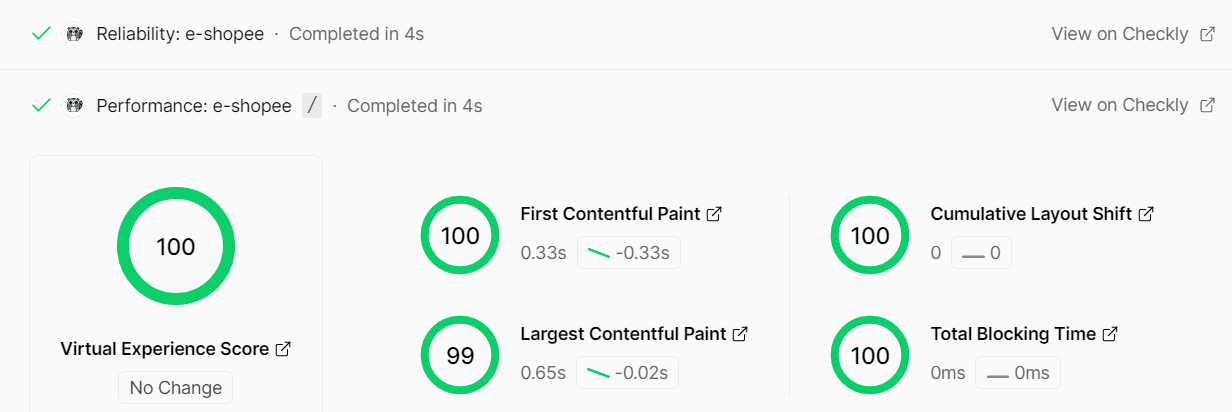 Reliability: e-shopee · Completed in 4s
View on Checkly
Performance: e-shopee / · Completed in 4s
View on Checkly
100
Virtual Experience Score
No Change
100
First Contentful Paint
0.33s
-0.33s
99
Largest Contentful Paint
0.65s
-0.02s
100
Cumulative Layout Shift
0
0
100
Total Blocking Time
0ms
0ms